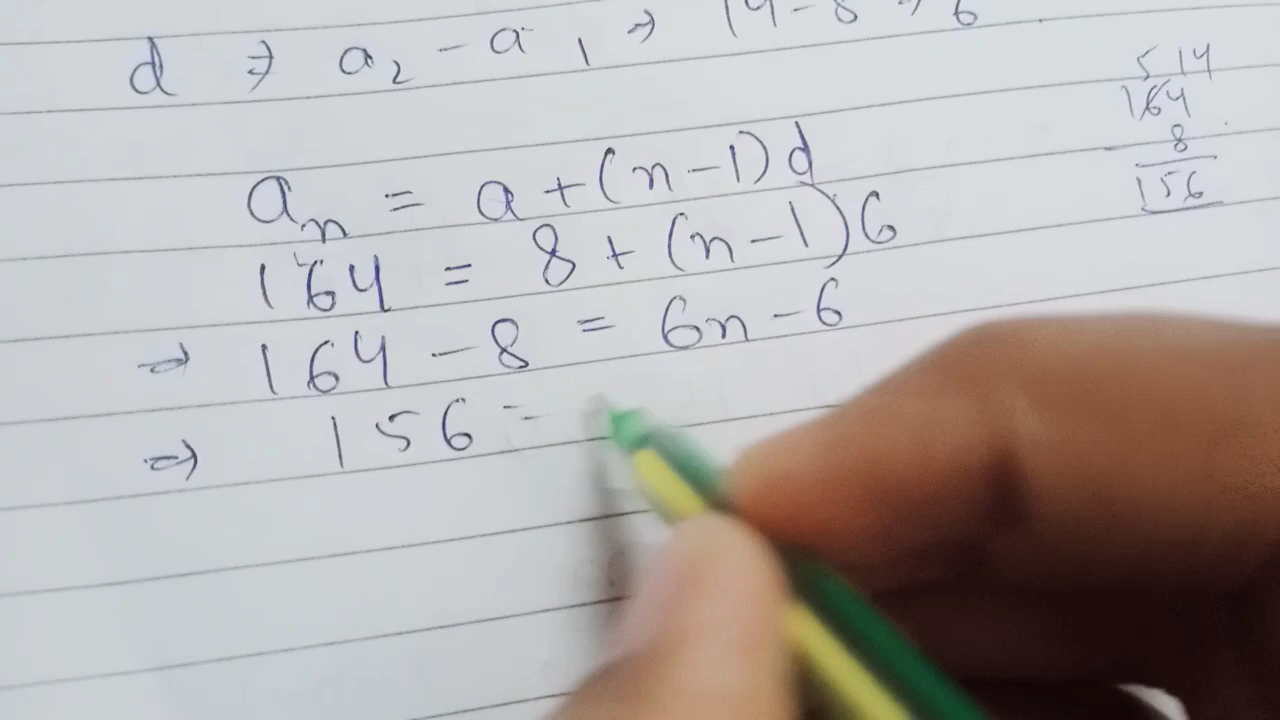 d ⇒ a₂ - a₁ ⇒ 14 - 8 ⇒ 6
aₙ = a + (n - 1) d
164 = 8 + (n - 1) 6
⇒ 164 - 8 = 6n - 6
⇒ 156 =
5 14
164
8
156